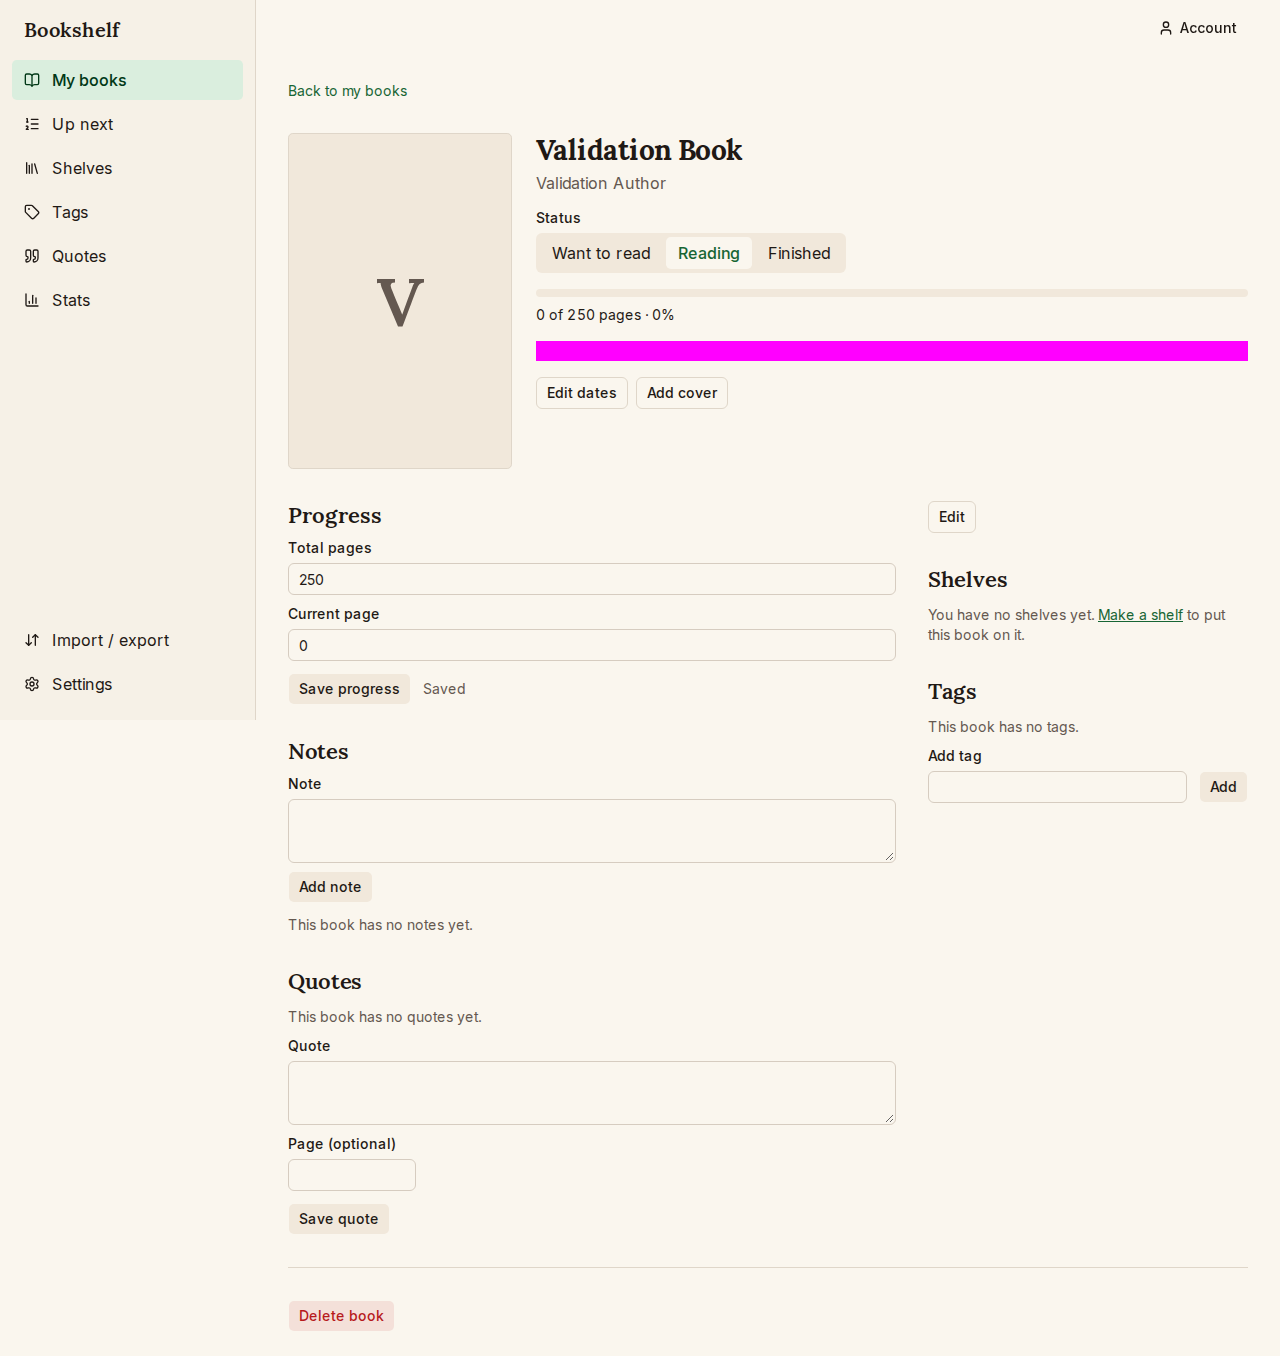 Bookshelf
My books
Up next
Shelves
Tags
Quotes
Stats
Import / export
Settings
Account
Back to my books
V
Validation Book
Validation Author
Status
Want to read
Reading
Finished
0 of 250 pages · 0%
Edit dates
Add cover
Progress
Total pages
250
Current page
0
Save progress
Saved
Notes
Note
Add note
This book has no notes yet.
Quotes
This book has no quotes yet.
Quote
Page (optional)
Save quote
Delete book
Edit
Shelves
You have no shelves yet. Make a shelf to put
this book on it.
Tags
This book has no tags.
Add tag
Add